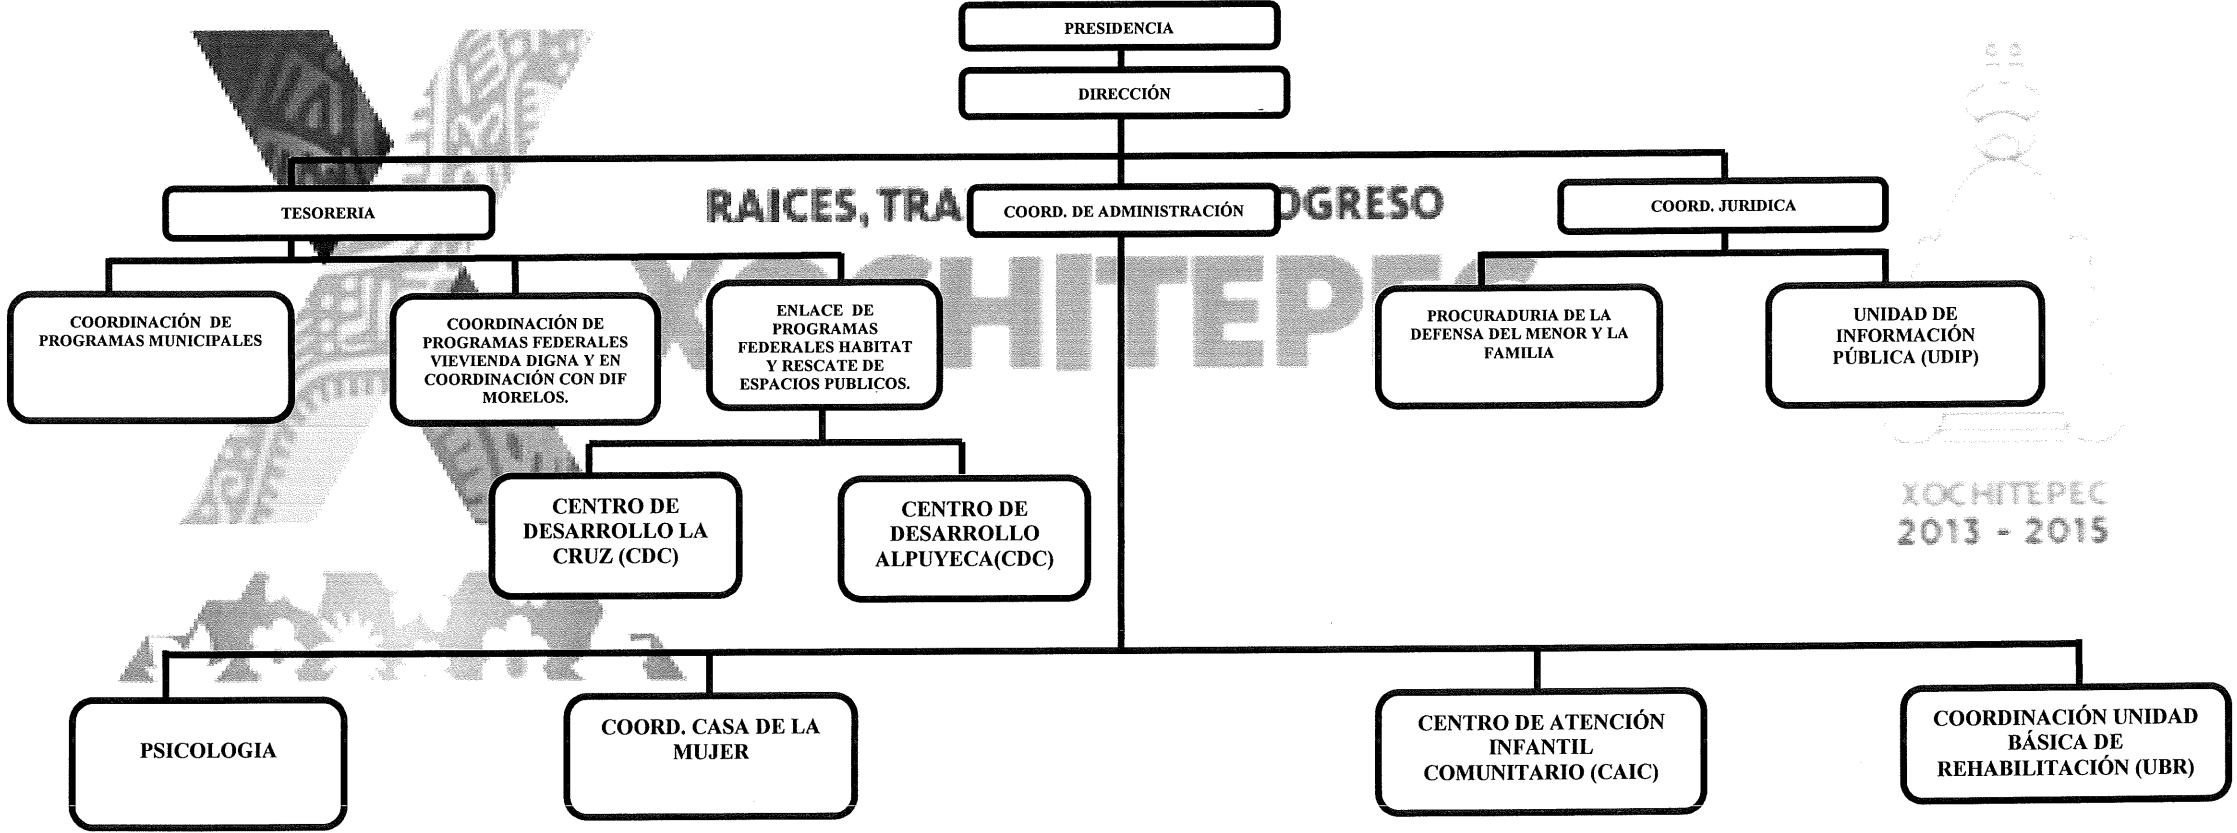 PRESIDENCIA
DIRECCIÓN
TESORERIA
RAICES, TRA
COORD. DE ADMINISTRACIÓN
OGRESO
COORD. JURIDICA
XOCHITEPEC
COORDINACIÓN DE
PROGRAMAS MUNICIPALES
COORDINACIÓN DE
PROGRAMAS FEDERALES
VIEVIENDA DIGNA Y EN
COORDINACIÓN CON DIF
MORELOS.
ENLACE DE
PROGRAMAS
FEDERALES HABITAT
Y RESCATE DE
ESPACIOS PUBLICOS.
PROCURADURIA DE LA
DEFENSA DEL MENOR Y LA
FAMILIA
UNIDAD DE
INFORMACIÓN
PÚBLICA (UDIP)
CENTRO DE
DESARROLLO LA
CRUZ (CDC)
CENTRO DE
DESARROLLO
ALPUYECA(CDC)
XOCHITEPEC
2013 - 2015
PSICOLOGIA
COORD. CASA DE LA
MUJER
CENTRO DE ATENCIÓN
INFANTIL
COMUNITARIO (CAIC)
COORDINACIÓN UNIDAD
BÁSICA DE
REHABILITACIÓN (UBR)